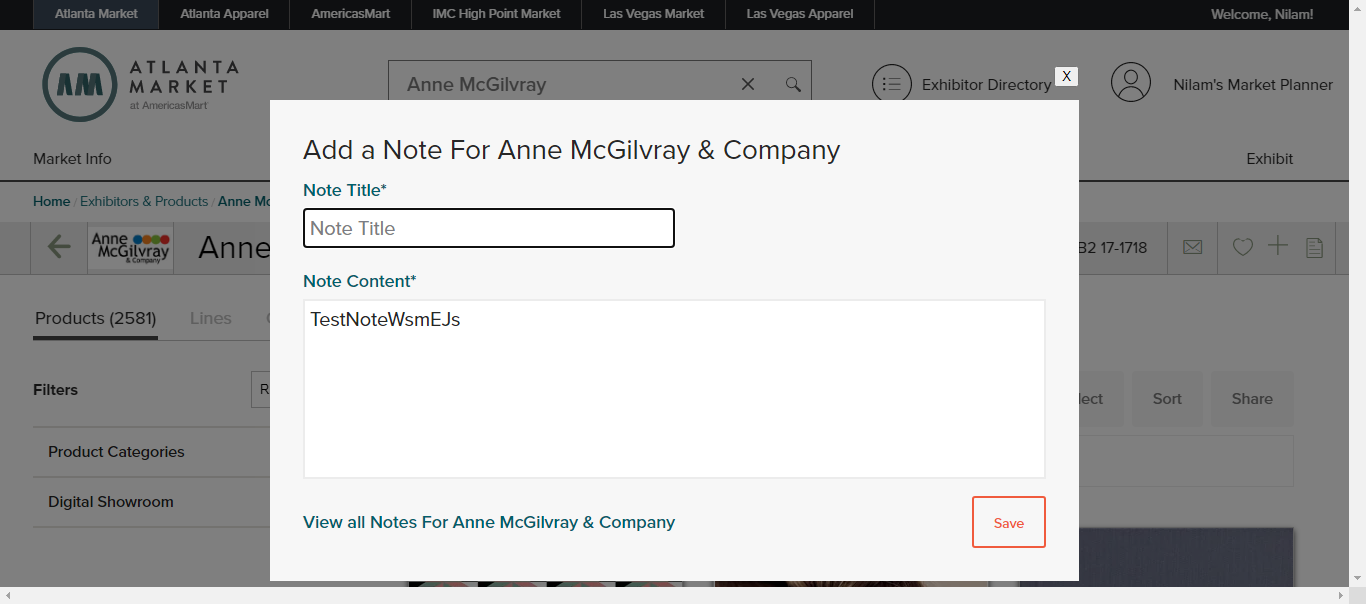 Atlanta Market Atlanta Apparel AmericasMart IMC High Point Market Las Vegas Market Las Vegas Apparel Welcome, Nilam!
ATLANTA
MARKET
at AmericasMart
AM
Anne McGilvray
Exhibitor Directory
X
Nilam's Market Planner
Market Info
Exhibit
Home / Exhibitors & Products / Anne Mc
Anne
McGilvray
& Company
Anne
B2 17-1718
Add a Note For Anne McGilvray & Company
Note Title*
Note Title
Note Content*
TestNoteWsmEJs
View all Notes For Anne McGilvray & Company
Save
Products (2581) Lines
Filters
R
lect
Sort
Share
Product Categories
Digital Showroom